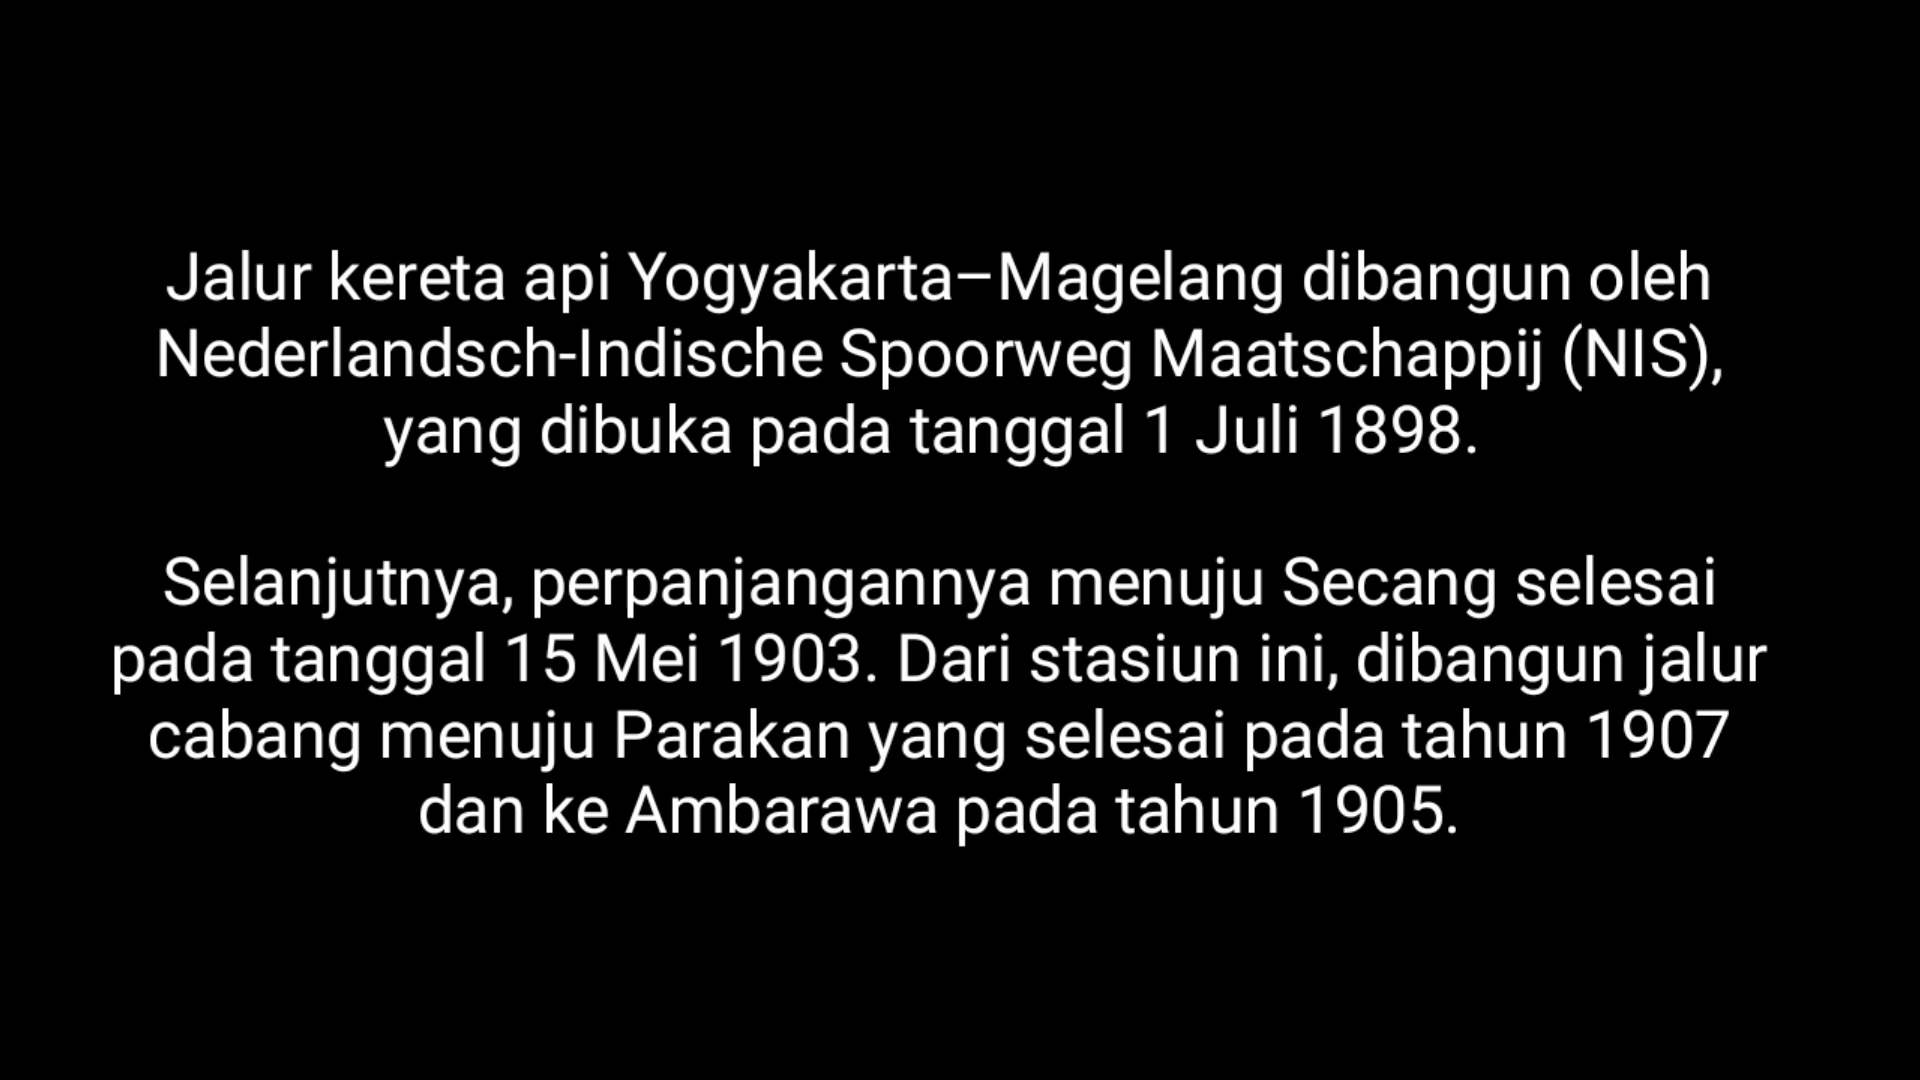 Jalur kereta api Yogyakarta–Magelang dibangun oleh
Nederlandsch-Indische Spoorweg Maatschappij (NIS),
yang dibuka pada tanggal 1 Juli 1898.
Selanjutnya, perpanjangannya menuju Secang selesai
pada tanggal 15 Mei 1903. Dari stasiun ini, dibangun jalur
cabang menuju Parakan yang selesai pada tahun 1907
dan ke Ambarawa pada tahun 1905.